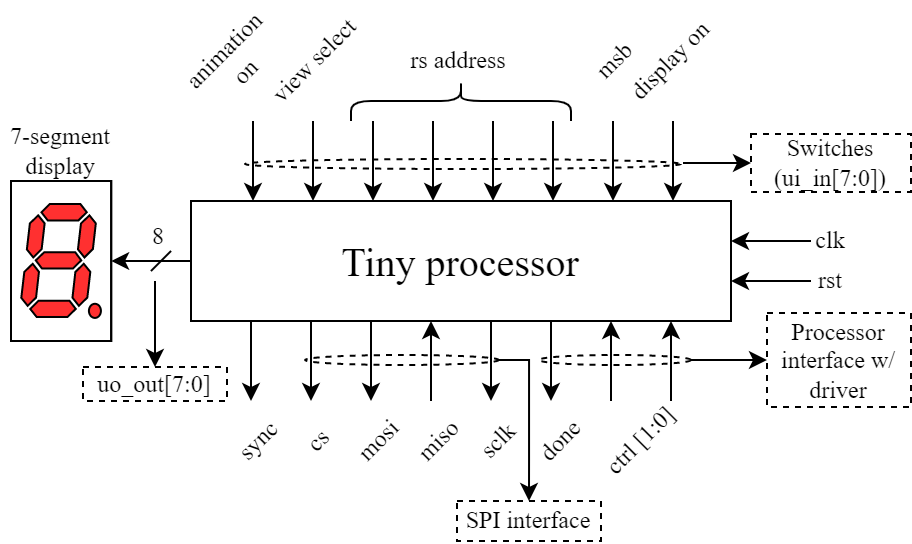 animation
on
view select
rs address
msb
display on
7-segment
display
Switches
(ui_in[7:0])
8
Tiny processor
clk
rst
uo_out[7:0]
Processor
interface w/
driver
sync
cs
mosi
miso
sclk
done
ctrl [1:0]
SPI interface